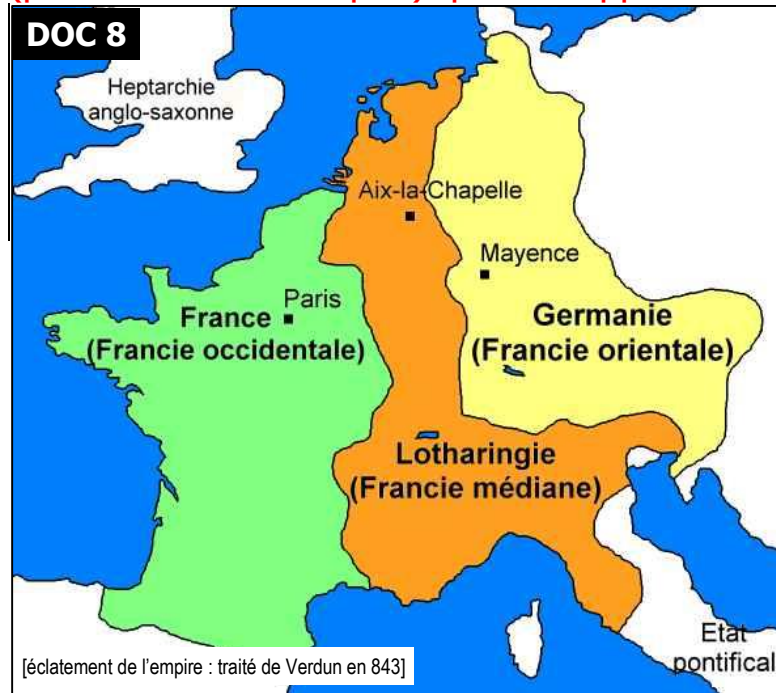 DOC 8
Heptarchie
anglo-saxonne
Aix-la-Chapelle
Mayence
Paris
France
(Francie occidentale)
Germanie
(Francie orientale)
Lotharingie
(Francie médiane)
Etat
pontifical
[éclatement de l'empire : traité de Verdun en 843]